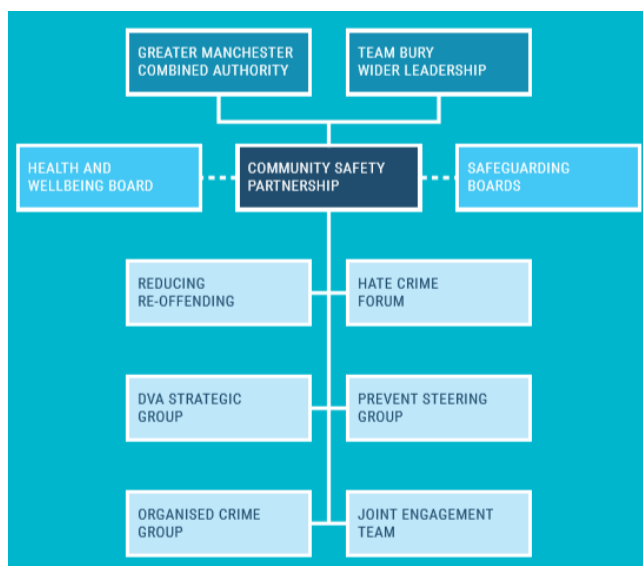 GREATER MANCHESTER
COMBINED AUTHORITY
TEAM BURY
WIDER LEADERSHIP
HEALTH AND
WELLBEING BOARD
COMMUNITY SAFETY
PARTNERSHIP
SAFEGUARDING
BOARDS
REDUCING
RE-OFFENDING
HATE CRIME
FORUM
DVA STRATEGIC
GROUP
PREVENT STEERING
GROUP
ORGANISED CRIME
GROUP
JOINT ENGAGEMENT
TEAM